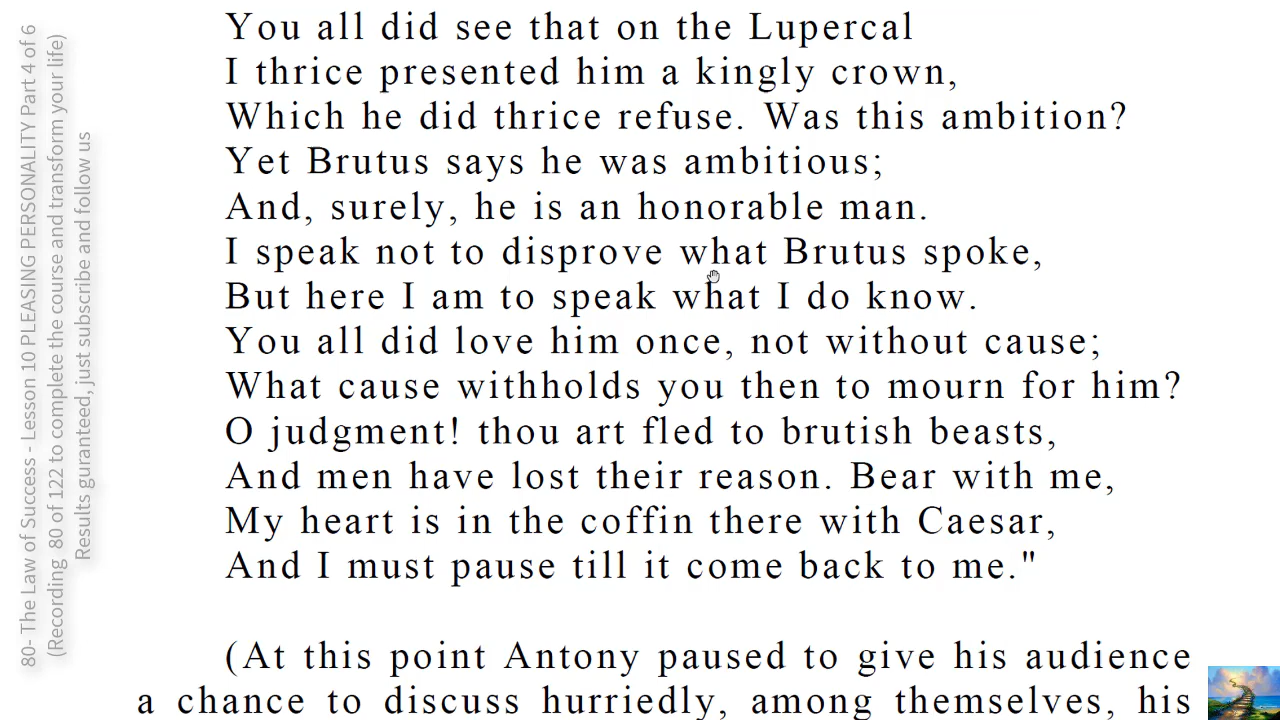 You all did see that on the Lupercal
I thrice presented him a kingly crown,
Which he did thrice refuse. Was this ambition?
Yet Brutus says he was ambitious;
And, surely, he is an honorable man.
I speak not to disprove what Brutus spoke,
But here I am to speak what I do know.
You all did love him once, not without cause;
What cause withholds you then to mourn for him?
O judgment! thou art fled to brutish beasts,
And men have lost their reason. Bear with me,
My heart is in the coffin there with Caesar,
And I must pause till it come back to me."
(At this point Antony paused to give his audience
a chance to discuss hurriedly, among themselves, his
80- The Law of Success - Lesson 10 PLEASING PERSONALITY Part 4 of 6
(Recording 80 of 122 to complete the course and transform your life)
Results guranteed, just subscribe and follow us